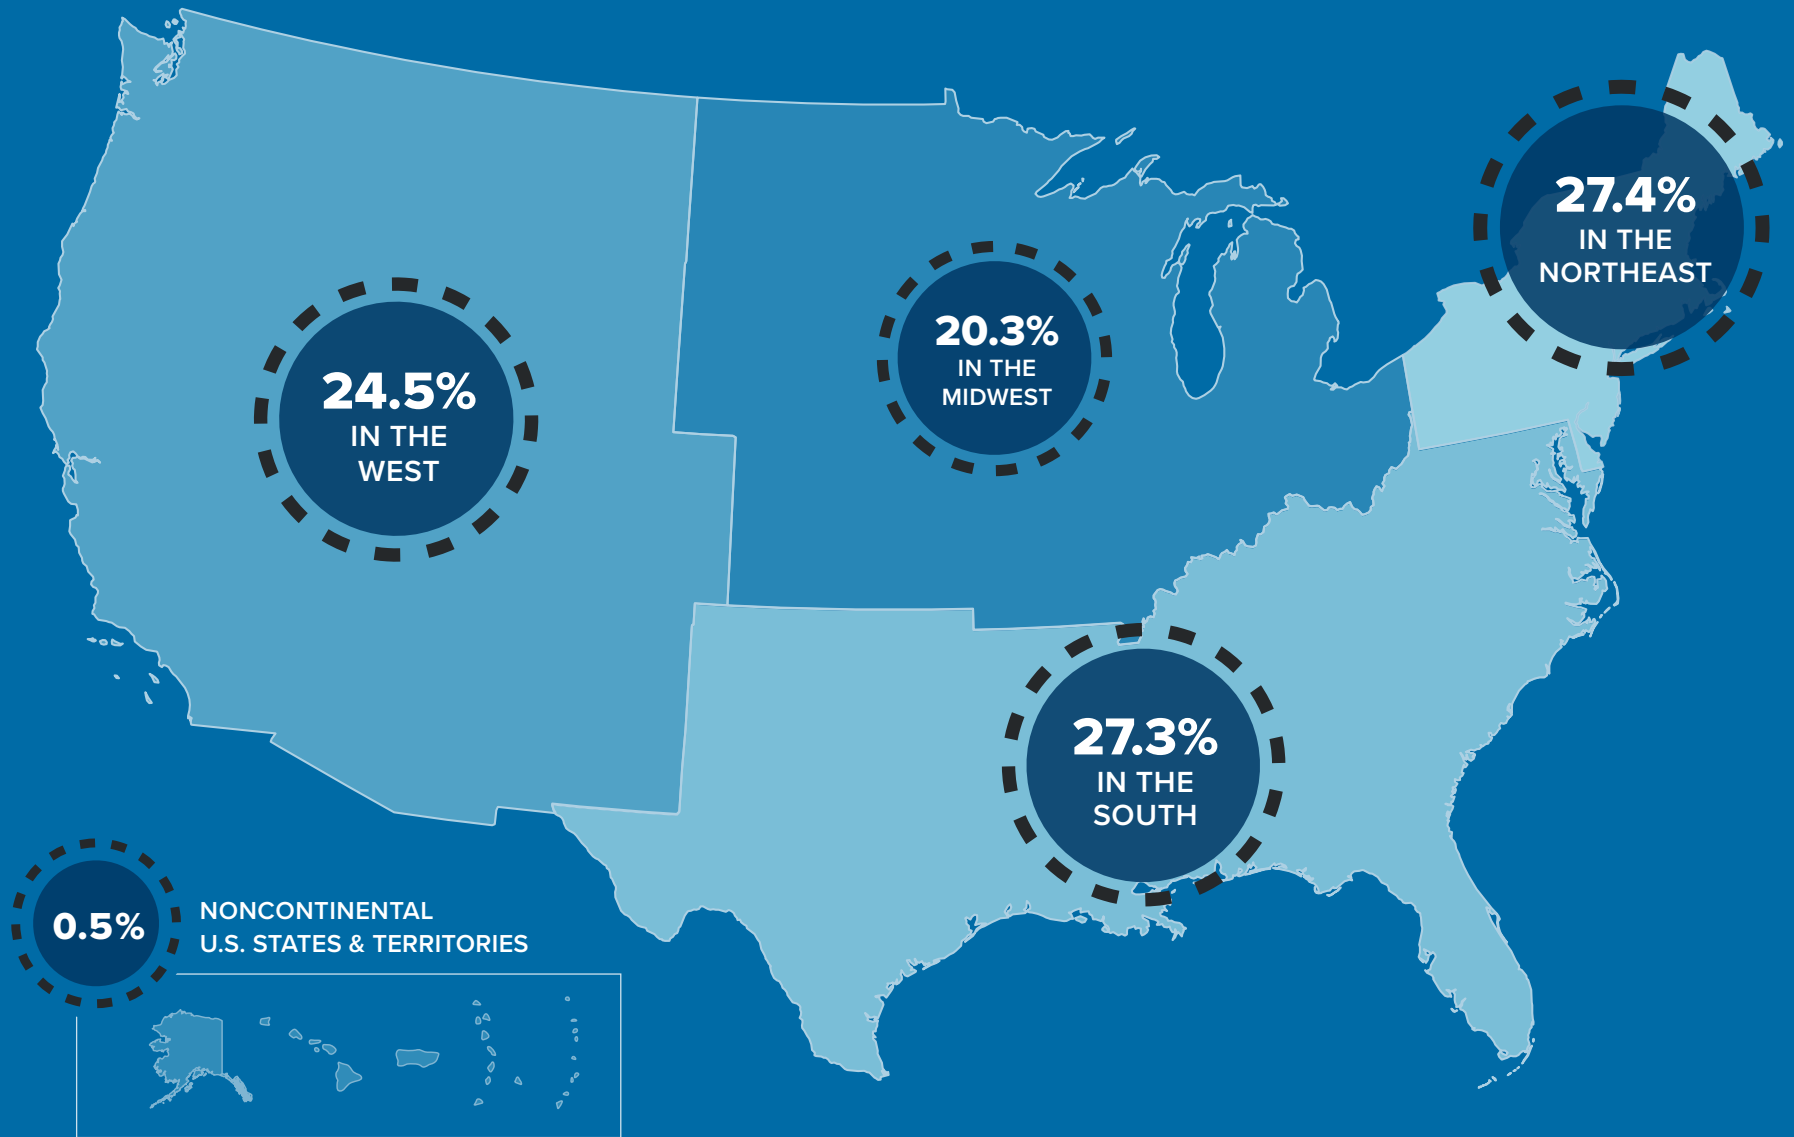 27.4%
IN THE
NORTHEAST
20.3%
IN THE
MIDWEST
24.5%
IN THE
WEST
27.3%
IN THE
SOUTH
0.5%
NONCONTINENTAL
U.S. STATES & TERRITORIES